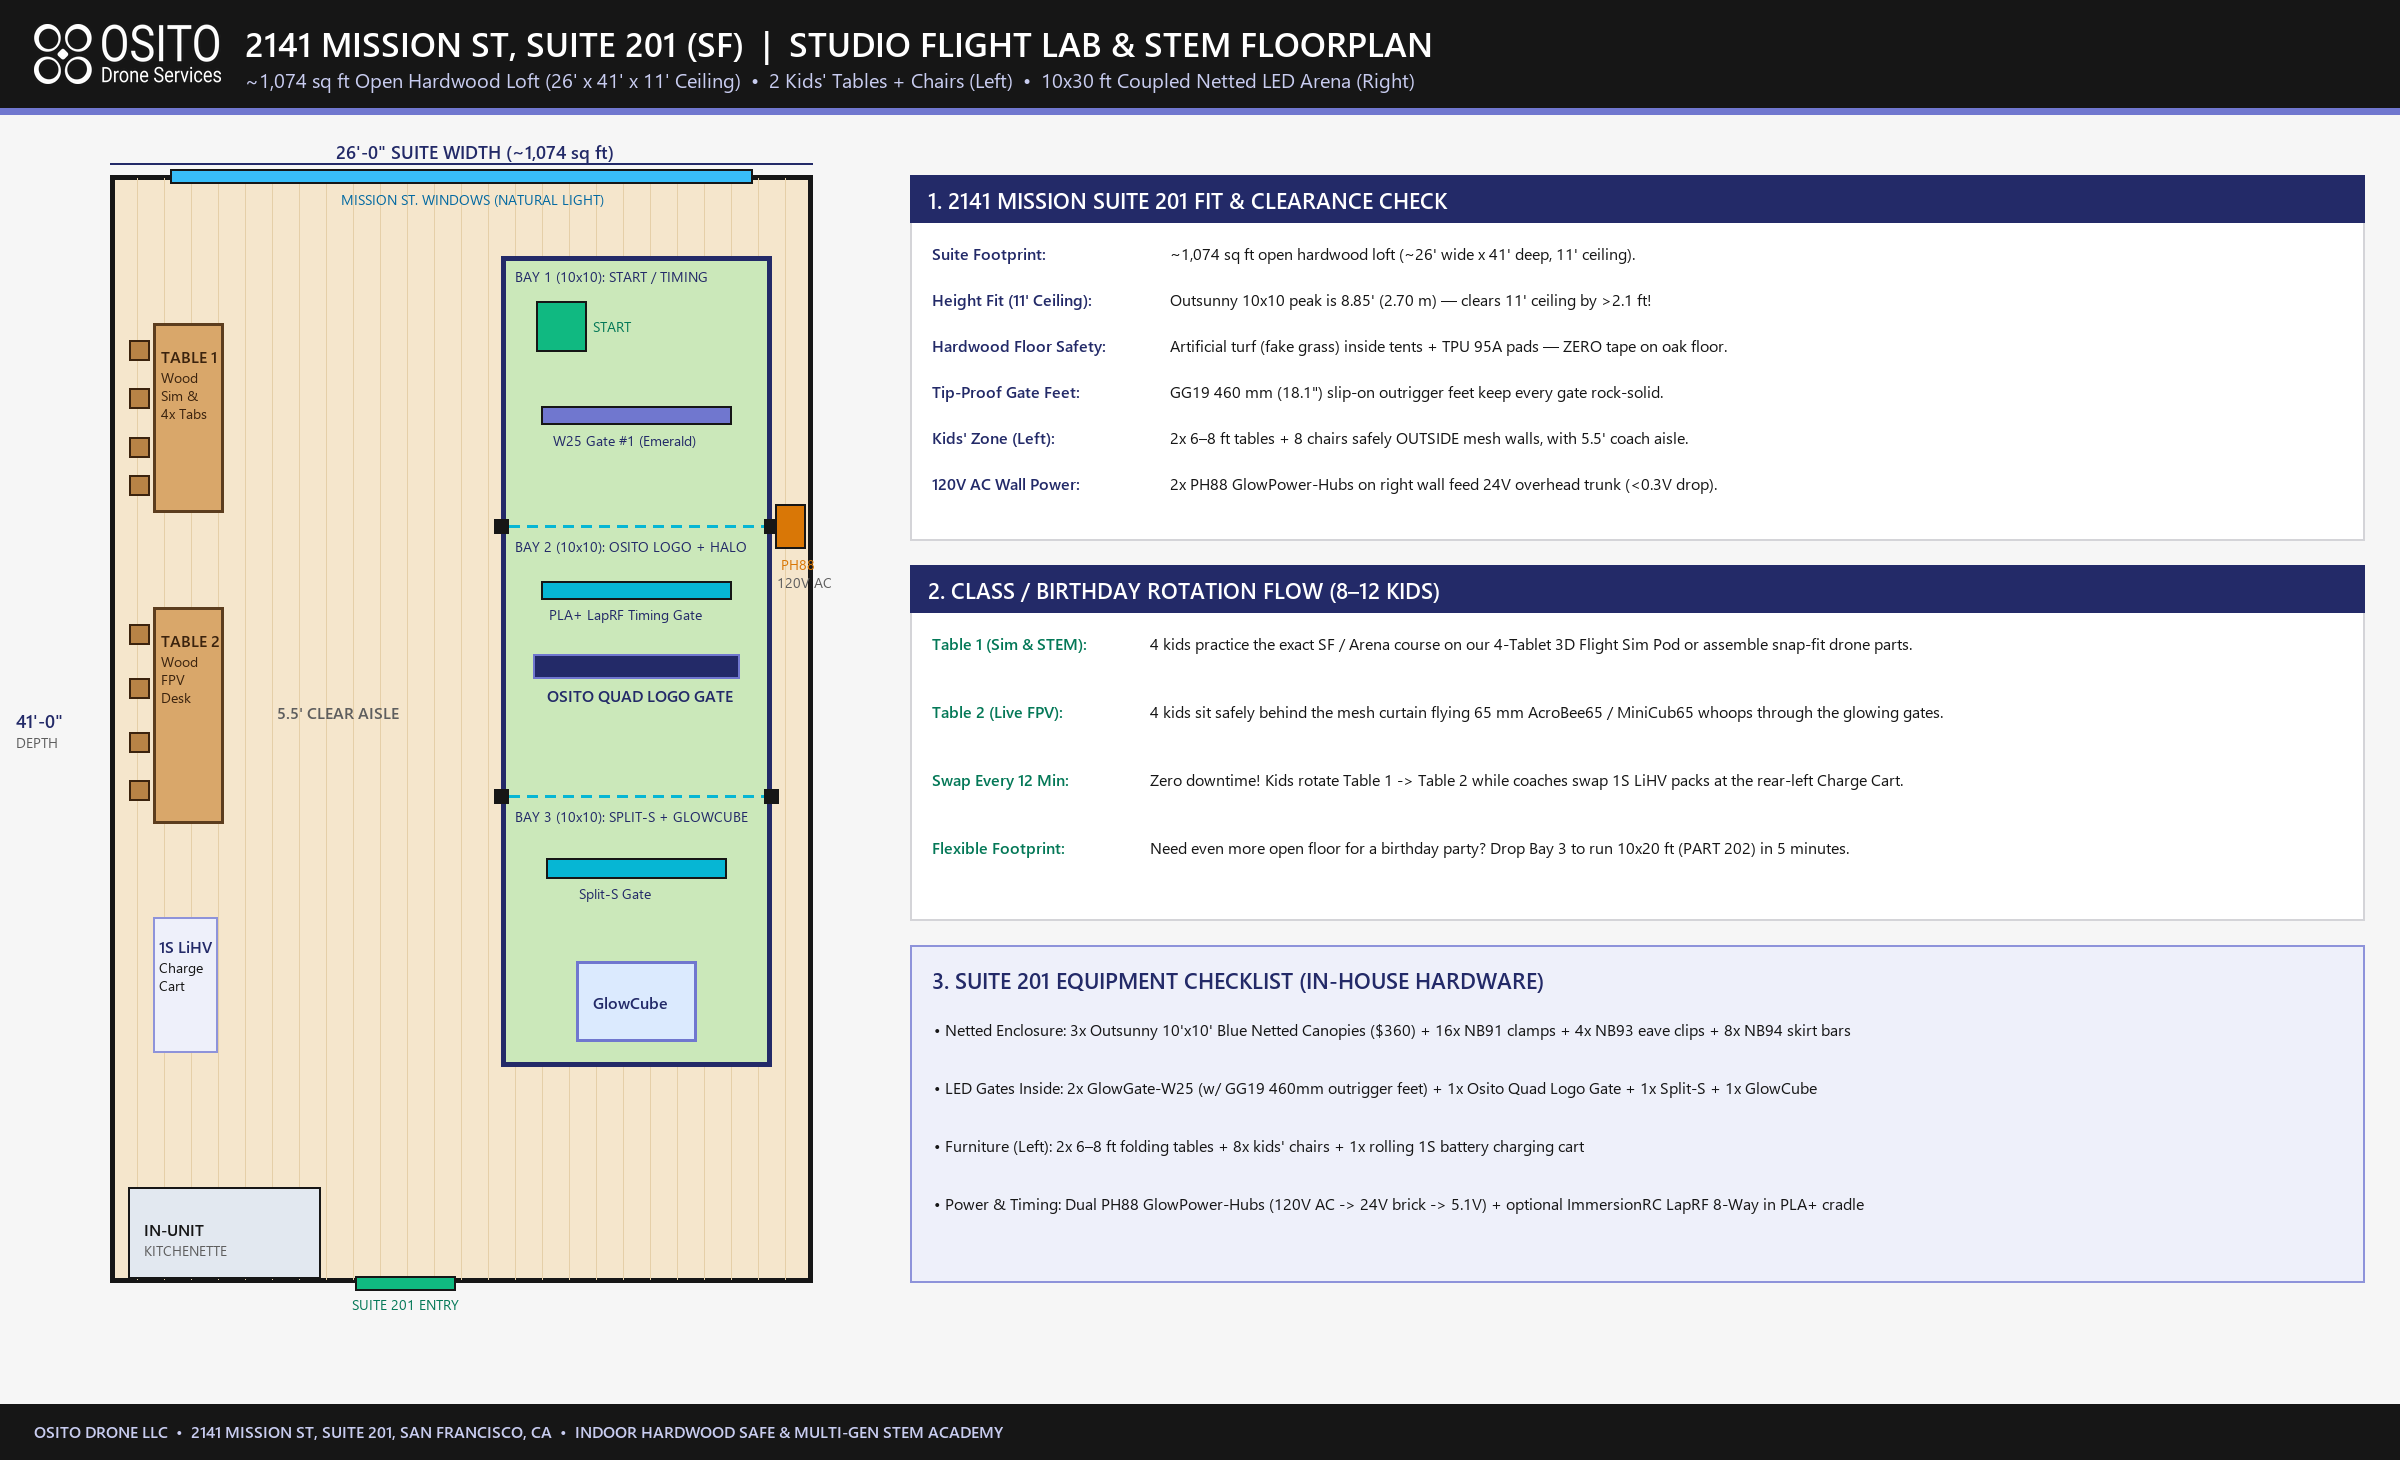 OSITO
Drone Services
2141 MISSION ST, SUITE 201 (SF) | STUDIO FLIGHT LAB & STEM FLOORPLAN
~1,074 sq ft Open Hardwood Loft (26' x 41' x 11' Ceiling) • 2 Kids' Tables + Chairs (Left) • 10x30 ft Coupled Netted LED Arena (Right)
26'-0" SUITE WIDTH (~1,074 sq ft)
MISSION ST. WINDOWS (NATURAL LIGHT)
BAY 1 (10x10): START / TIMING
START
TABLE 1
Wood
Sim &
4x Tabs
W25 Gate #1 (Emerald)
BAY 2 (10x10): OSITO LOGO + HALO
PH88
120V AC
PLA+ LapRF Timing Gate
TABLE 2
Wood
FPV
Desk
OSITO QUAD LOGO GATE
5.5' CLEAR AISLE
41'-0"
DEPTH
BAY 3 (10x10): SPLIT-S + GLOWCUBE
Split-S Gate
1S LiHV
Charge
Cart
GlowCube
IN-UNIT
KITCHENETTE
SUITE 201 ENTRY
1. 2141 MISSION SUITE 201 FIT & CLEARANCE CHECK
Suite Footprint: ~1,074 sq ft open hardwood loft (~26' wide x 41' deep, 11' ceiling).
Height Fit (11' Ceiling): Outsunny 10x10 peak is 8.85' (2.70 m) — clears 11' ceiling by >2.1 ft!
Hardwood Floor Safety: Artificial turf (fake grass) inside tents + TPU 95A pads — ZERO tape on oak floor.
Tip-Proof Gate Feet: GG19 460 mm (18.1") slip-on outrigger feet keep every gate rock-solid.
Kids' Zone (Left): 2x 6–8 ft tables + 8 chairs safely OUTSIDE mesh walls, with 5.5' coach aisle.
120V AC Wall Power: 2x PH88 GlowPower-Hubs on right wall feed 24V overhead trunk (<0.3V drop).
2. CLASS / BIRTHDAY ROTATION FLOW (8–12 KIDS)
Table 1 (Sim & STEM): 4 kids practice the exact SF / Arena course on our 4-Tablet 3D Flight Sim Pod or assemble snap-fit drone parts.
Table 2 (Live FPV): 4 kids sit safely behind the mesh curtain flying 65 mm AcroBee65 / MiniCub65 whoops through the glowing gates.
Swap Every 12 Min: Zero downtime! Kids rotate Table 1 -> Table 2 while coaches swap 1S LiHV packs at the rear-left Charge Cart.
Flexible Footprint: Need even more open floor for a birthday party? Drop Bay 3 to run 10x20 ft (PART 202) in 5 minutes.
3. SUITE 201 EQUIPMENT CHECKLIST (IN-HOUSE HARDWARE)
• Netted Enclosure: 3x Outsunny 10'x10' Blue Netted Canopies ($360) + 16x NB91 clamps + 4x NB93 eave clips + 8x NB94 skirt bars
• LED Gates Inside: 2x GlowGate-W25 (w/ GG19 460mm outrigger feet) + 1x Osito Quad Logo Gate + 1x Split-S + 1x GlowCube
• Furniture (Left): 2x 6–8 ft folding tables + 8x kids' chairs + 1x rolling 1S battery charging cart
• Power & Timing: Dual PH88 GlowPower-Hubs (120V AC -> 24V brick -> 5.1V) + optional ImmersionRC LapRF 8-Way in PLA+ cradle
OSITO DRONE LLC • 2141 MISSION ST, SUITE 201, SAN FRANCISCO, CA • INDOOR HARDWOOD SAFE & MULTI-GEN STEM ACADEMY